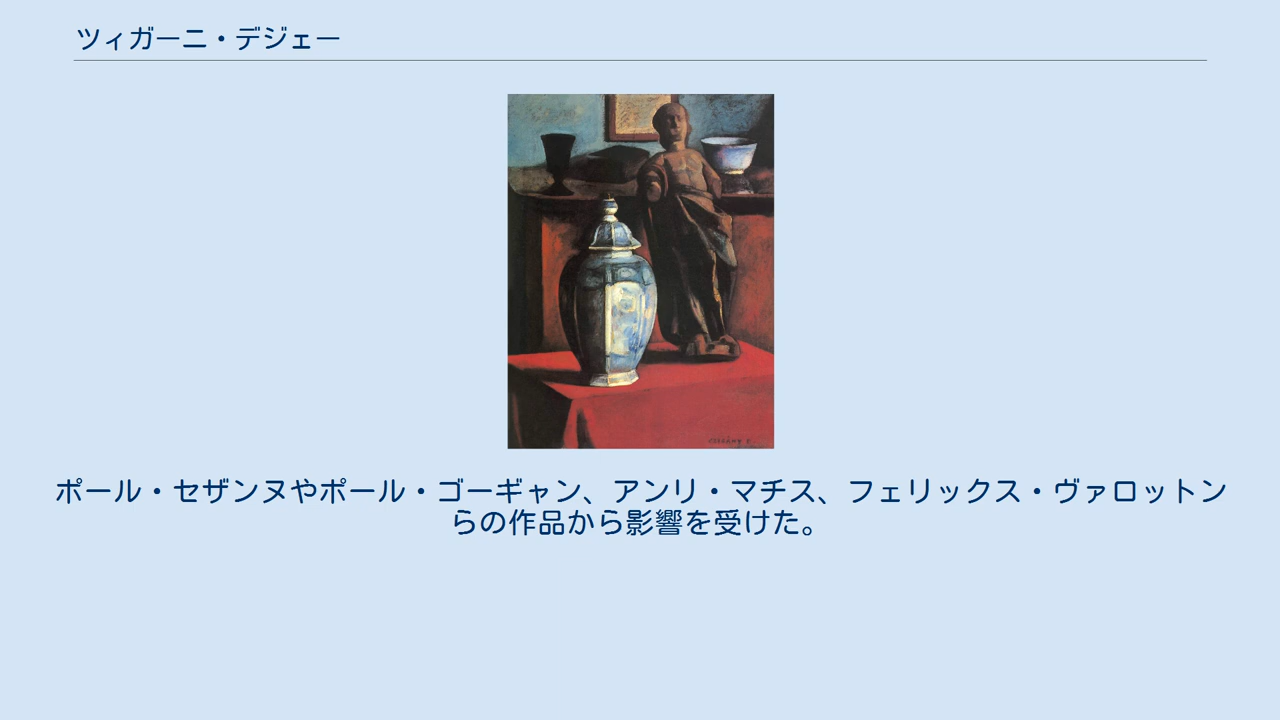 ツィガーニ・デジェー
ポール・セザンヌやポール・ゴーギャン、アンリ・マチス、フェリックス・ヴァロットン
らの作品から影響を受けた。